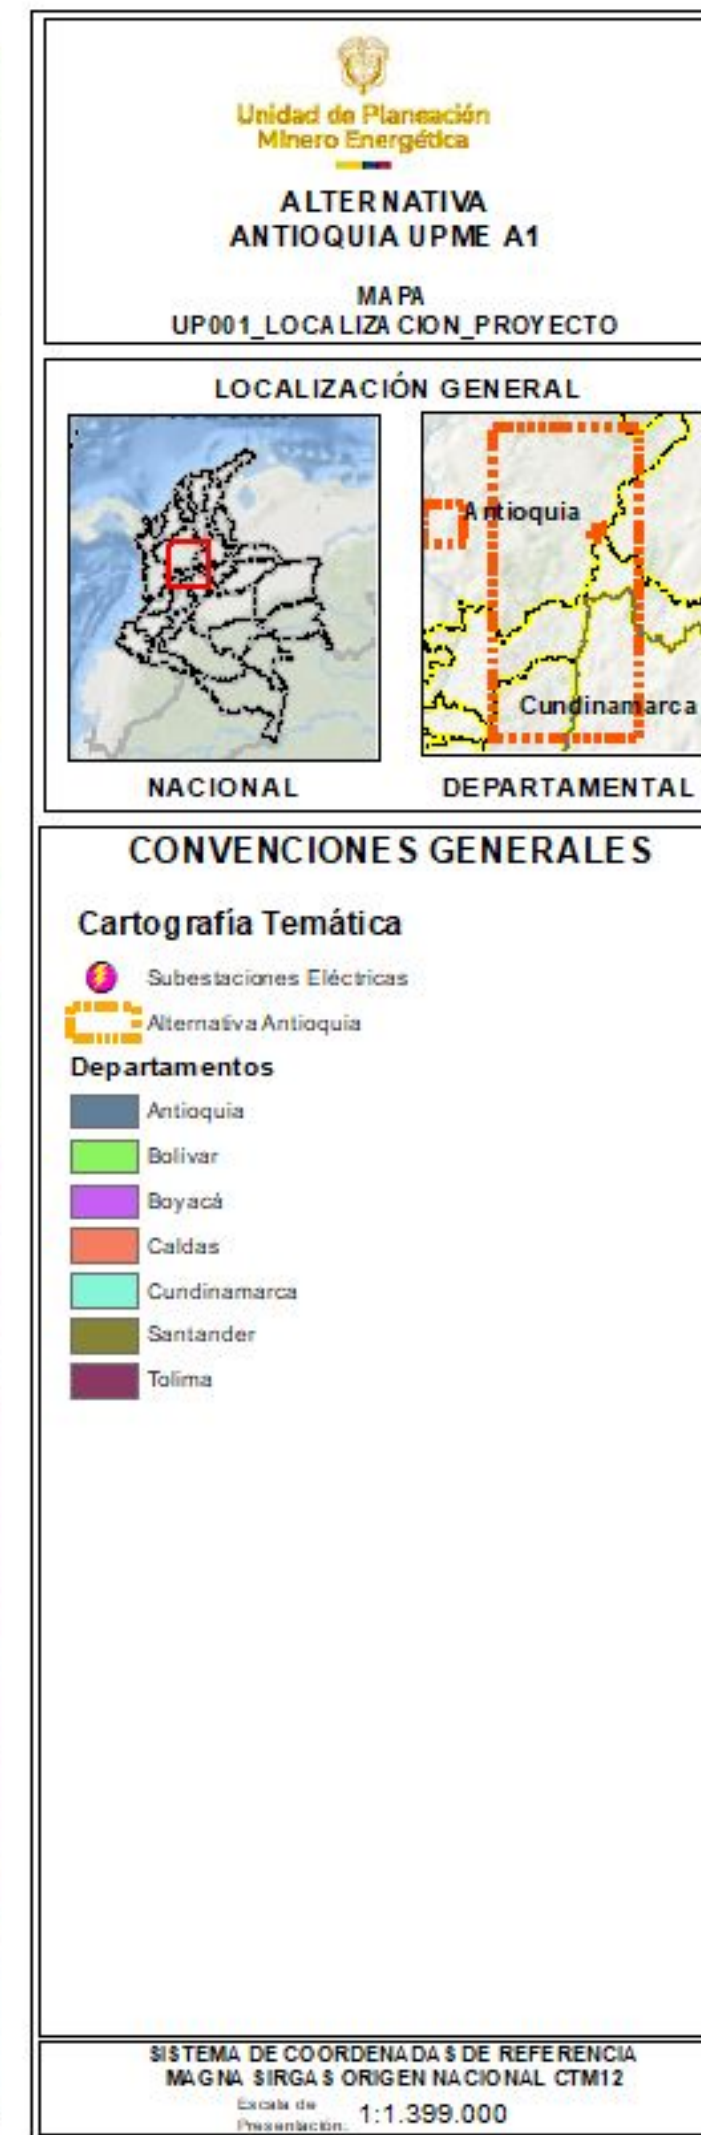 Unidad de Planeación
Minero Energética
ALTERNATIVA
ANTIOQUIA UPME A1
MAPA
UP001_LOCALIZACION_PROYECTO
LOCALIZACIÓN GENERAL
Antioquia
Cundinamarca
NACIONAL
DEPARTAMENTAL
CONVENCIONES GENERALES
Cartografía Temática
Subestaciones Eléctricas
Alternativa Antioquia
Departamentos
Antioquia
Bolívar
Boyacá
Caldas
Cundinamarca
Santander
Tolima
SISTEMA DE COORDENADAS DE REFERENCIA
MAGNA SIRGAS ORIGEN NACIONAL CTM12
Escala de
Presentación: 1:1.399.000